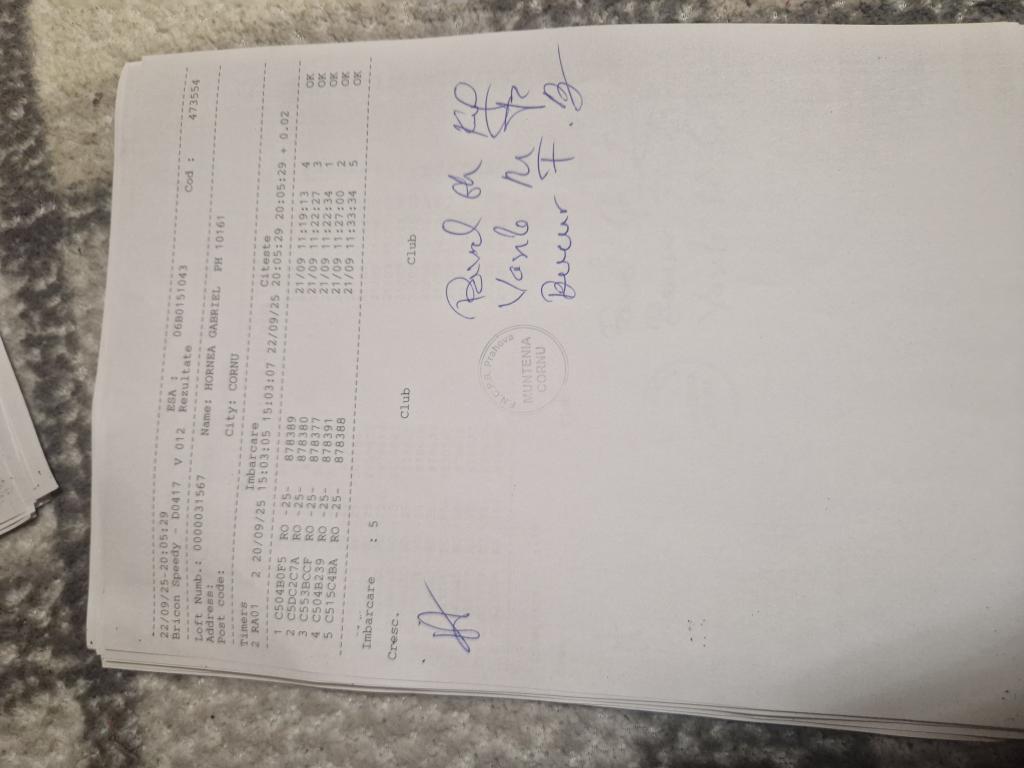 22/09/25-20:05:29
Bricon Speedy - D0417 V 012 ESA : 06B0151043
Rezultate Cod : 473554
Loft Numb.: 0000031567 Name: HORNEA GABRIEL PH 10161
Address:
Post code: City: CORNU
Timers Imbarcare Citeste
2 RA01 2 20/09/25 15:03:05 15:03:07 22/09/25 20:05:29 20:05:29 + 0.02
1 C504B0F5 RO -25- 878389 21/09 11:19:13 4 OK
2 C5DC2C7A RO -25- 878380 21/09 11:22:27 3 OK
3 C553BCCF RO -25- 878377 21/09 11:22:34 1 OK
4 C504B239 RO -25- 878391 21/09 11:27:00 2 OK
5 C515C4BA RO -25- 878388 21/09 11:33:34 5 OK
Imbarcare : 5
Cresc. Club Club
F.N.C.P.R. Prahova
MUNTENIA
CORNU